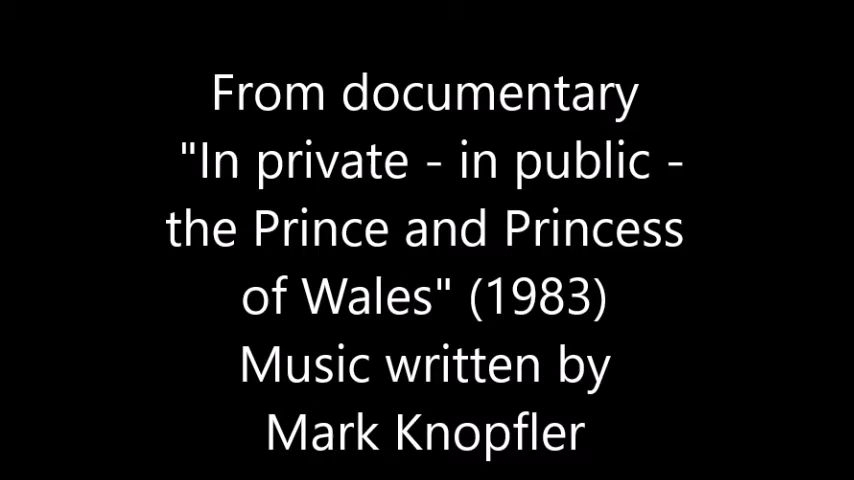 From documentary
"In private - in public -
the Prince and Princess
of Wales" (1983)
Music written by
Mark Knopfler